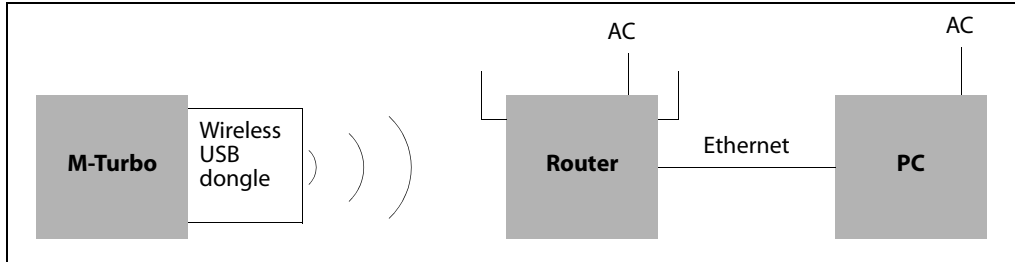 AC
AC
M-Turbo
Wireless
USB
dongle
Router
Ethernet
PC